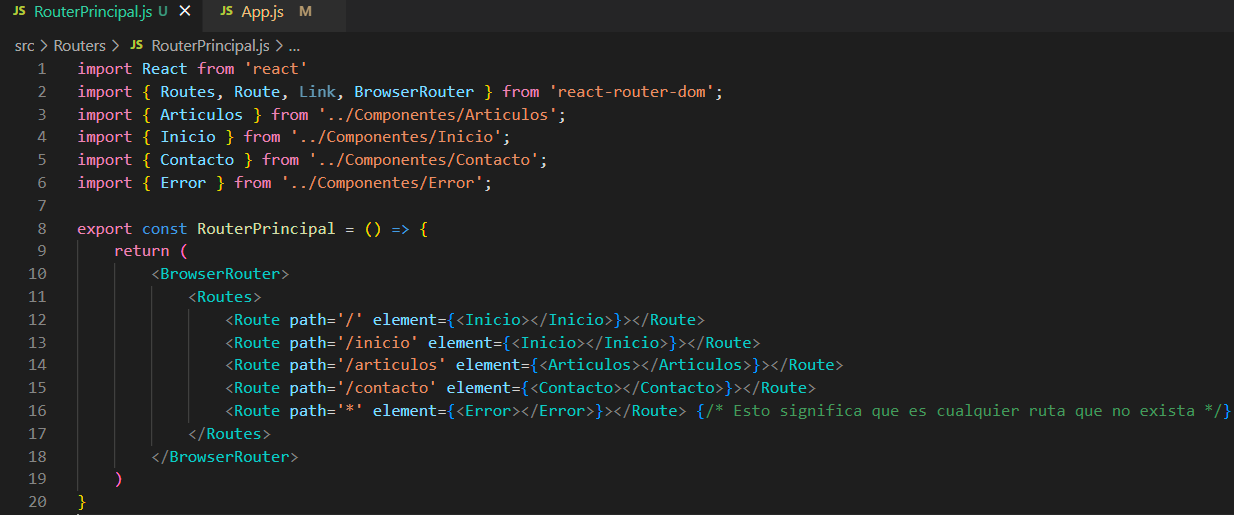 JS RouterPrincipal.js U × JS App.js M
src > Routers > JS RouterPrincipal.js > ...
1 import React from 'react'
2 import { Routes, Route, Link, BrowserRouter } from 'react-router-dom';
3 import { Articulos } from '../Componentes/Articulos';
4 import { Inicio } from '../Componentes/Inicio';
5 import { Contacto } from '../Componentes/Contacto';
6 import { Error } from '../Componentes/Error';
7
8 export const RouterPrincipal = () => {
9     return (
10         <BrowserRouter>
11             <Routes>
12                 <Route path='/' element={<Inicio></Inicio>}></Route>
13                 <Route path='/inicio' element={<Inicio></Inicio>}></Route>
14                 <Route path='/articulos' element={<Articulos></Articulos>}></Route>
15                 <Route path='/contacto' element={<Contacto></Contacto>}></Route>
16                 <Route path='*' element={<Error></Error>}></Route> {/* Esto significa que es cualquier ruta que no exista */}
17             </Routes>
18         </BrowserRouter>
19     )
20 }